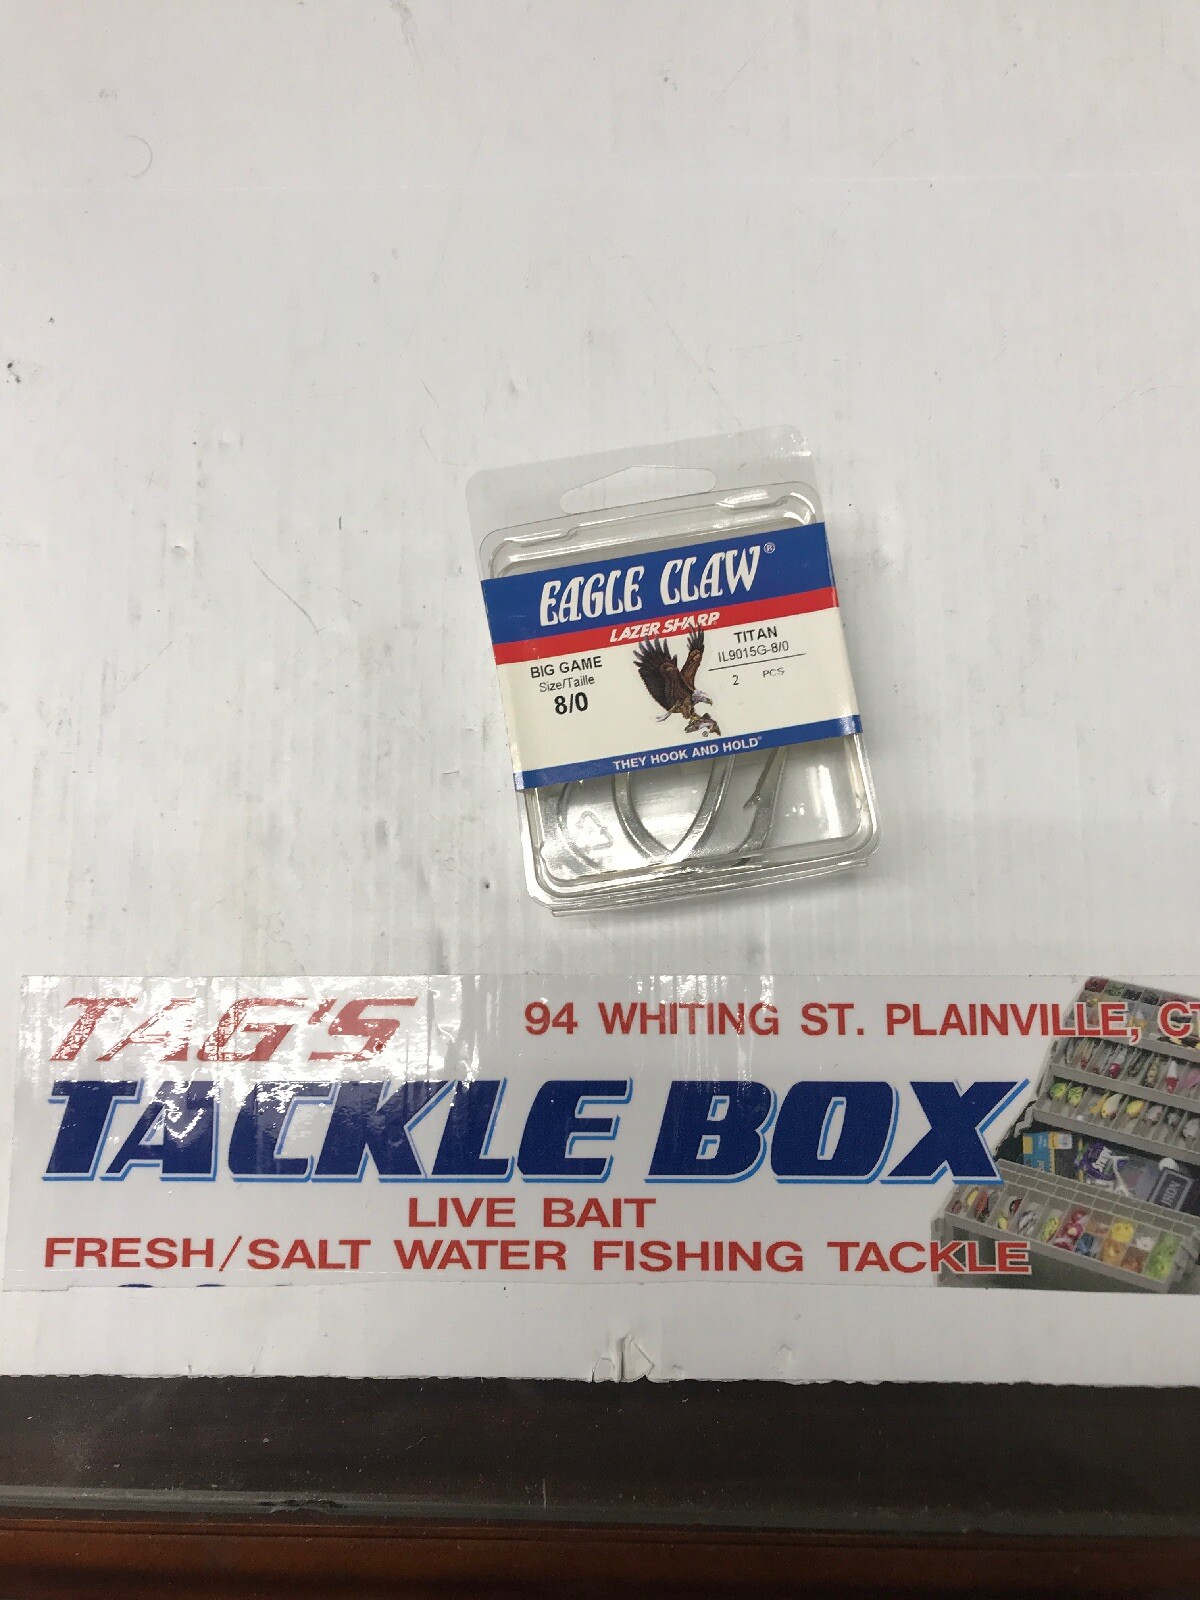 EAGLE CLAW®
LAZER SHARP®
BIG GAME
Size/Taille
8/0
TITAN
IL9015G-8/0
2 PCS
THEY HOOK AND HOLD®
TAG'S
94 WHITING ST. PLAINVILLE, CT
TACKLE BOX
LIVE BAIT
FRESH/SALT WATER FISHING TACKLE